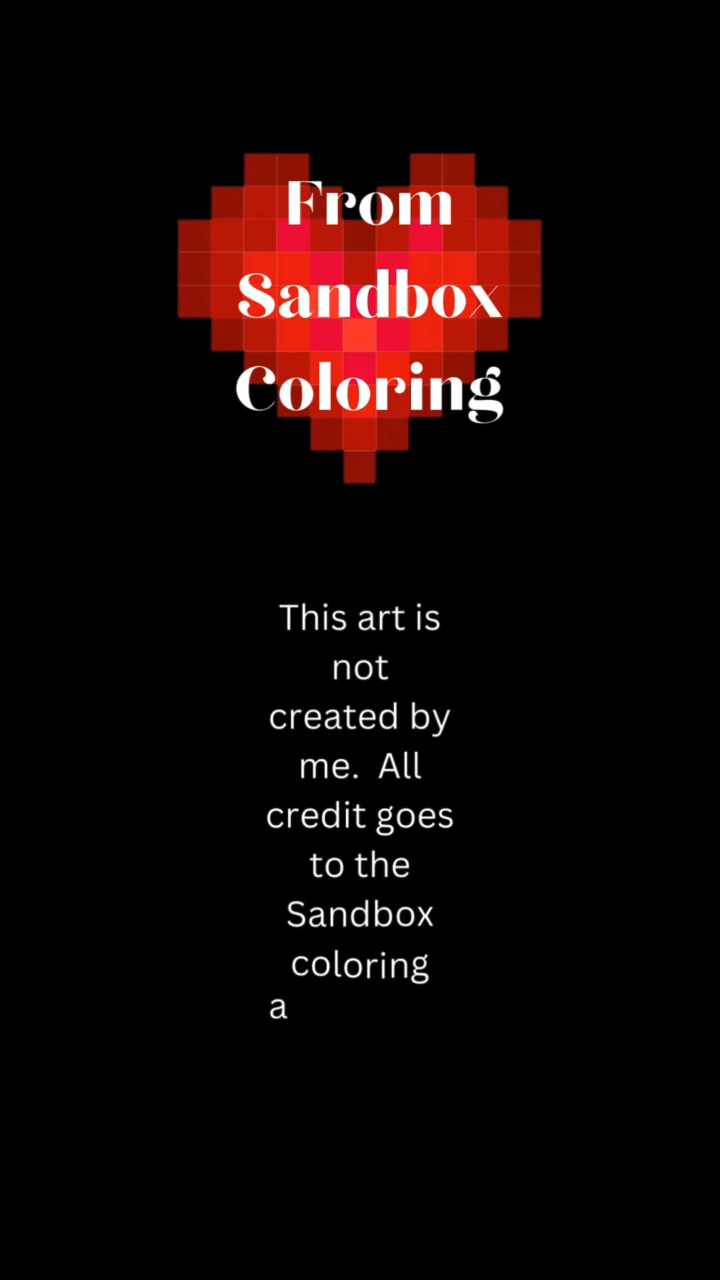 From
Sandbox
Coloring
This art is
not
created by
me.  All
credit goes
to the
Sandbox
coloring
a